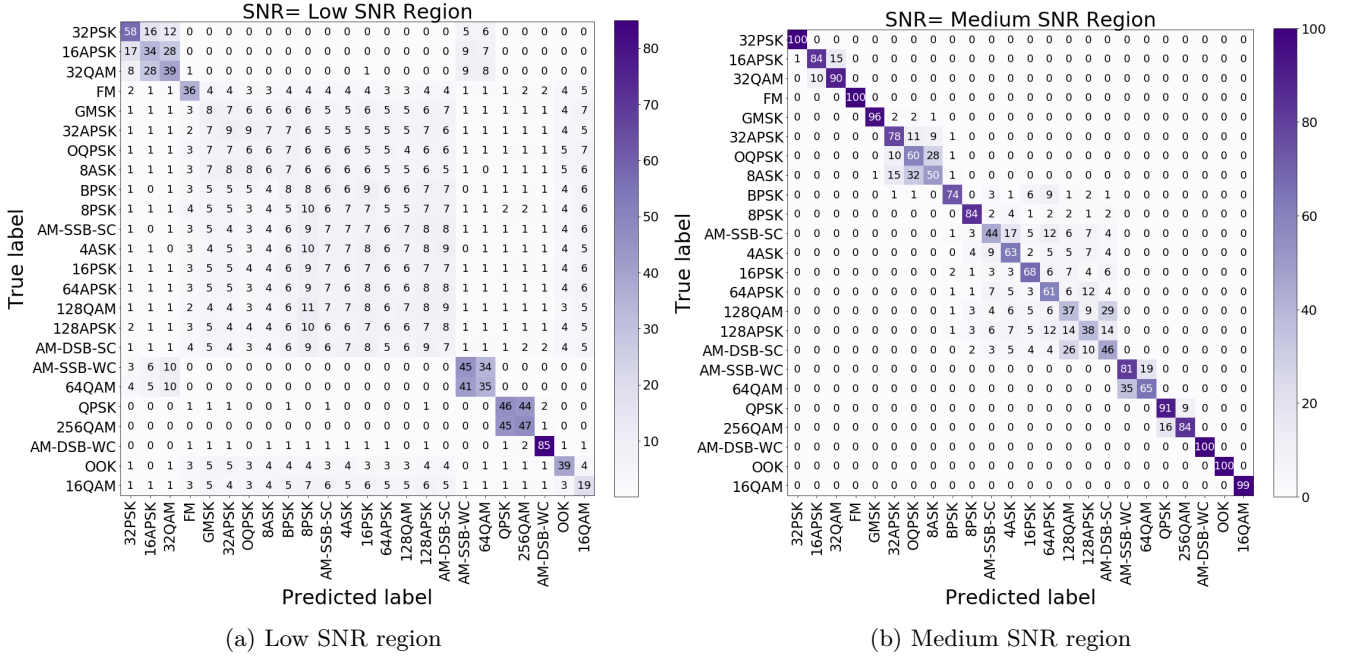 SNR= Low SNR Region
True label
32PSK 58 16 12 0 0 0 0 0 0 0 0 0 0 0 0 0 0 5 6 0 0 0 0 0
16APSK 17 34 28 0 0 0 0 0 0 0 0 0 0 0 0 0 0 9 7 0 0 0 0 0
32QAM 8 28 39 1 0 0 0 0 0 0 0 0 1 0 0 0 0 9 8 0 0 0 0 0
FM 2 1 1 36 4 4 3 3 4 4 4 4 3 3 4 4 4 1 1 2 2 4 4 5
GMSK 1 1 1 3 8 7 6 6 6 6 5 5 5 5 5 6 7 1 1 1 1 1 4 7
32APSK 1 1 1 2 7 9 9 7 7 6 5 5 5 5 5 7 6 1 1 1 1 1 4 5
OQPSK 1 1 1 3 7 7 6 7 6 6 6 6 5 5 4 6 6 1 1 1 1 1 5 7
8ASK 1 1 1 3 7 8 8 6 7 6 6 5 5 5 5 6 5 1 1 1 1 1 5 6
BPSK 1 0 1 3 5 5 5 4 8 8 6 6 9 6 6 7 7 0 1 1 1 1 4 6
8PSK 1 1 1 4 5 5 3 4 5 10 6 7 7 5 5 7 7 1 1 2 2 1 4 6
AM-SSB-SC 1 0 1 3 4 5 3 4 6 9 7 7 7 6 7 8 8 1 1 1 1 1 4 6
4ASK 1 1 0 3 4 5 3 4 6 10 7 7 8 6 7 8 9 1 1 1 1 1 4 5
16PSK 1 1 1 3 5 5 4 4 6 9 7 6 7 6 6 7 7 1 1 1 1 1 4 6
64APSK 1 1 1 3 5 4 3 4 6 9 7 6 8 6 7 8 7 1 1 1 1 1 4 6
128QAM 1 1 1 2 4 4 3 4 6 11 7 6 8 6 7 8 9 1 1 1 1 1 3 5
128APSK 2 1 1 3 5 4 4 4 6 10 6 6 7 6 7 7 8 1 1 1 1 1 4 5
AM-DSB-SC 1 1 1 4 5 4 3 4 6 9 6 6 7 5 6 9 7 1 1 1 2 2 4 5
AM-SSB-WC 3 6 10 0 0 0 0 0 0 0 0 0 0 0 0 0 0 45 34 0 0 0 0 0
64QAM 4 5 10 0 0 0 0 0 0 0 0 0 0 0 0 0 0 41 35 0 0 0 0 0
QPSK 0 0 0 1 1 1 0 0 1 0 1 0 0 0 0 1 0 0 0 46 44 2 0 0
256QAM 0 0 0 0 0 0 0 0 0 0 0 0 0 0 0 0 0 0 0 45 47 1 0 0
AM-DSB-WC 0 0 0 1 0 1 1 0 1 1 1 1 1 1 0 1 0 0 0 1 2 85 1 1
OOK 1 0 1 3 5 5 3 4 4 4 3 4 3 3 3 4 4 0 1 1 1 1 39 4
16QAM 1 1 1 3 5 4 3 4 5 7 6 5 6 5 5 6 5 1 1 1 1 1 3 19
32PSK 16APSK 32QAM FM GMSK 32APSK OQPSK 8ASK BPSK 8PSK AM-SSB-SC 4ASK 16PSK 64APSK 128QAM 128APSK AM-DSB-SC AM-SSB-WC 64QAM QPSK 256QAM AM-DSB-WC OOK 16QAM
Predicted label
80
70
60
50
40
30
20
10
(a) Low SNR region
SNR= Medium SNR Region
True label
32PSK 100 0 0 0 0 0 0 0 0 0 0 0 0 0 0 0 0 0 0 0 0 0 0 0
16APSK 1 84 15 0 0 0 0 0 0 0 0 0 0 0 0 0 0 0 0 0 0 0 0 0
32QAM 0 10 90 0 0 0 0 0 0 0 0 0 0 0 0 0 0 0 0 0 0 0 0 0
FM 0 0 0 100 0 0 0 0 0 0 0 0 0 0 0 0 0 0 0 0 0 0 0 0
GMSK 0 0 0 0 96 2 2 1 0 0 0 0 0 0 0 0 0 0 0 0 0 0 0 0
32APSK 0 0 0 0 0 78 11 9 1 0 0 0 0 0 0 0 0 0 0 0 0 0 0 0
OQPSK 0 0 0 0 0 10 60 28 1 0 0 0 0 0 0 0 0 0 0 0 0 0 0 0
8ASK 0 0 0 0 1 15 32 50 1 0 0 0 0 0 0 0 0 0 0 0 0 0 0 0
BPSK 0 0 0 0 0 1 1 0 74 0 3 1 6 9 1 2 1 0 0 0 0 0 0 0
8PSK 0 0 0 0 0 0 0 0 0 84 2 4 1 2 2 1 2 0 0 0 0 0 0 0
AM-SSB-SC 0 0 0 0 0 0 0 0 1 3 44 17 5 12 6 7 4 0 0 0 0 0 0 0
4ASK 0 0 0 0 0 0 0 0 0 4 9 63 2 5 5 7 4 0 0 0 0 0 0 0
16PSK 0 0 0 0 0 0 0 0 2 1 3 3 68 6 7 4 6 0 0 0 0 0 0 0
64APSK 0 0 0 0 0 0 0 0 1 1 7 5 3 61 6 12 4 0 0 0 0 0 0 0
128QAM 0 0 0 0 0 0 0 0 1 3 4 6 5 6 37 9 29 0 0 0 0 0 0 0
128APSK 0 0 0 0 0 0 0 0 1 3 6 7 5 12 14 38 14 0 0 0 0 0 0 0
AM-DSB-SC 0 0 0 0 0 0 0 0 0 2 3 5 4 4 26 10 46 0 0 0 0 0 0 0
AM-SSB-WC 0 0 0 0 0 0 0 0 0 0 0 0 0 0 0 0 0 81 19 0 0 0 0 0
64QAM 0 0 0 0 0 0 0 0 0 0 0 0 0 0 0 0 0 35 65 0 0 0 0 0
QPSK 0 0 0 0 0 0 0 0 0 0 0 0 0 0 0 0 0 0 0 91 9 0 0 0
256QAM 0 0 0 0 0 0 0 0 0 0 0 0 0 0 0 0 0 0 0 16 84 0 0 0
AM-DSB-WC 0 0 0 0 0 0 0 0 0 0 0 0 0 0 0 0 0 0 0 0 0 100 0 0
OOK 0 0 0 0 0 0 0 0 0 0 0 0 0 0 0 0 0 0 0 0 0 0 100 0
16QAM 0 0 0 0 0 0 0 0 0 0 0 0 0 0 0 0 0 0 0 0 0 0 0 99
32PSK 16APSK 32QAM FM GMSK 32APSK OQPSK 8ASK BPSK 8PSK AM-SSB-SC 4ASK 16PSK 64APSK 128QAM 128APSK AM-DSB-SC AM-SSB-WC 64QAM QPSK 256QAM AM-DSB-WC OOK 16QAM
Predicted label
100
80
60
40
20
0
(b) Medium SNR region